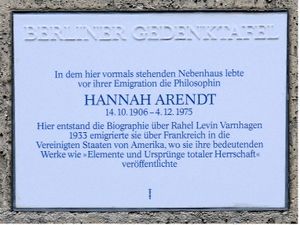 BERLINER GEDENKTAFEL
In dem hier vormals stehenden Nebenhaus lebte
vor ihrer Emigration die Philosophin
HANNAH ARENDT
14.10.1906–4.12.1975
Hier entstand die Biographie über Rahel Levin Varnhagen
1933 emigrierte sie über Frankreich in die
Vereinigten Staaten von Amerika, wo sie ihre bedeutenden
Werke wie »Elemente und Ursprünge totaler Herrschaft«
veröffentlichte